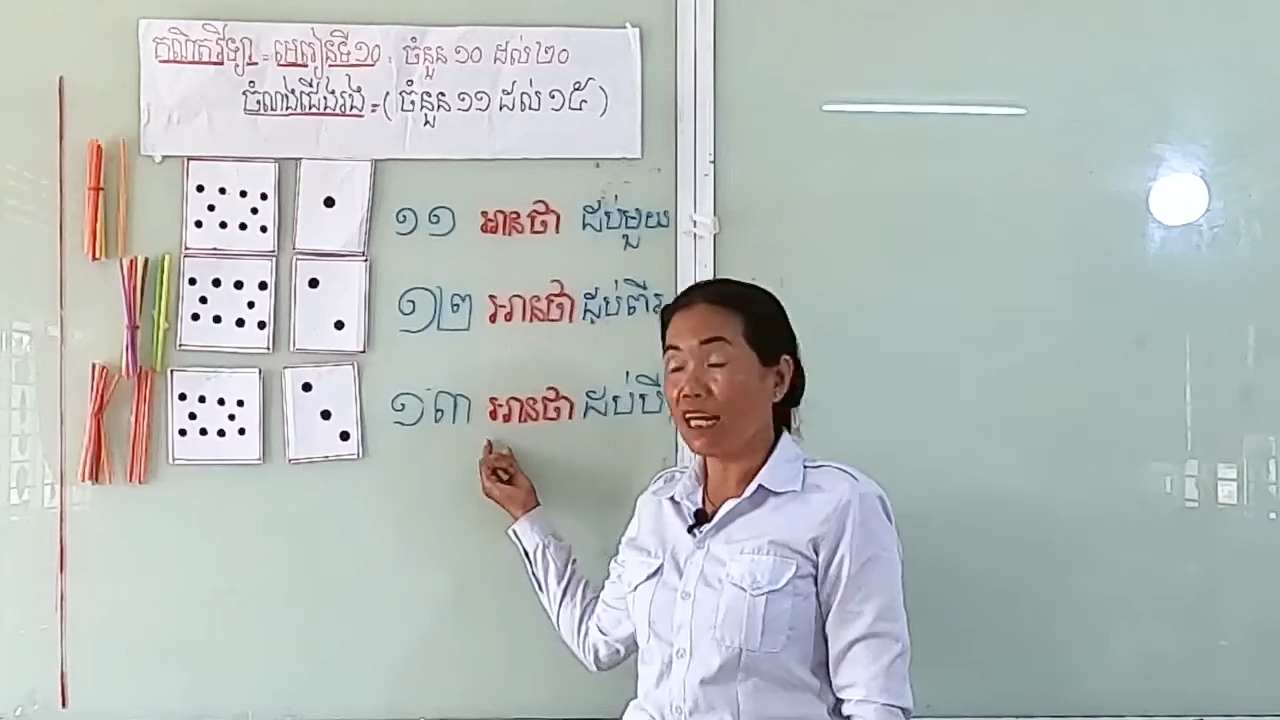 គណិតវិទ្យា = មេរៀនទី១០ : ចំនួន ១០ ដល់ ២០
ចំណងជើងរង =( ចំនួន ១១ ដល់ ១៥ )
១១ អានថា ដប់មួយ
១២ អានថា ដប់ពីរ
១៣ អានថា ដប់បី